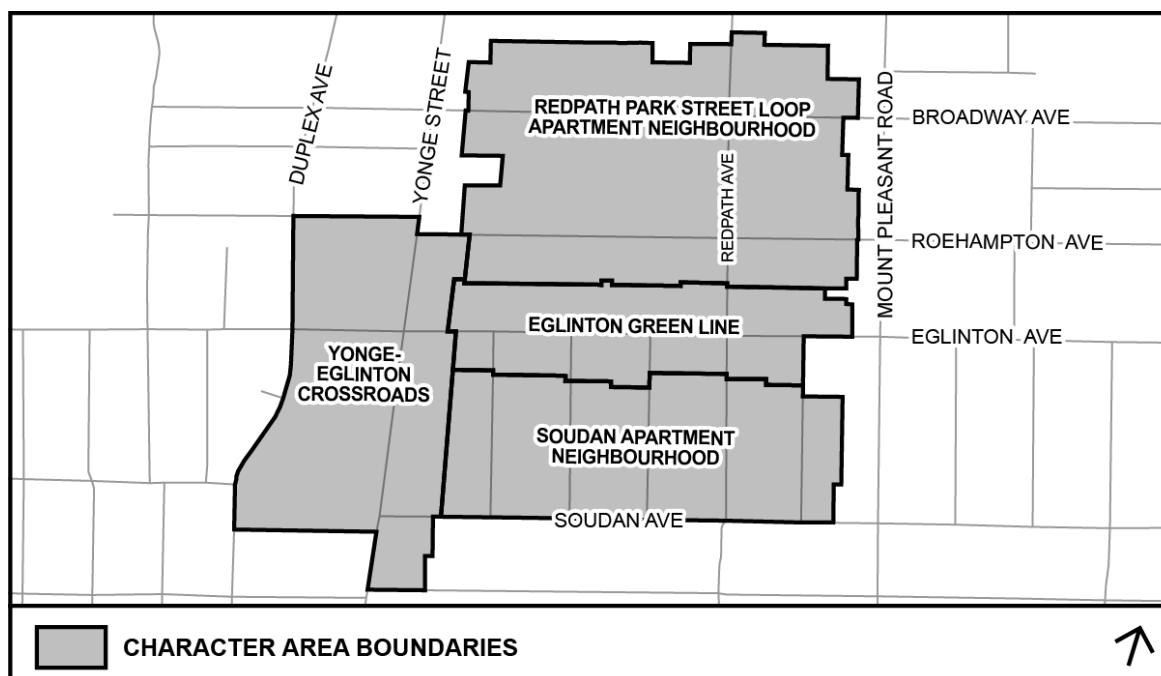 DUPLEX AVE
YONGE STREET
REDPATH PARK STREET LOOP
APARTMENT NEIGHBOURHOOD
REDPATH AVE
MOUNT PLEASANT ROAD
BROADWAY AVE
ROEHAMPTON AVE
EGLINTON GREEN LINE
EGLINTON AVE
YONGE-
EGLINTON
CROSSROADS
SOUDAN APARTMENT
NEIGHBOURHOOD
SOUDAN AVE
CHARACTER AREA BOUNDARIES